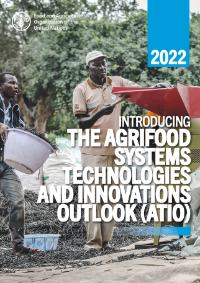 Food and Agriculture
Organization of the
United Nations
2022
INTRODUCING
THE AGRIFOOD
SYSTEMS
TECHNOLOGIES
AND INNOVATIONS
OUTLOOK (ATIO)